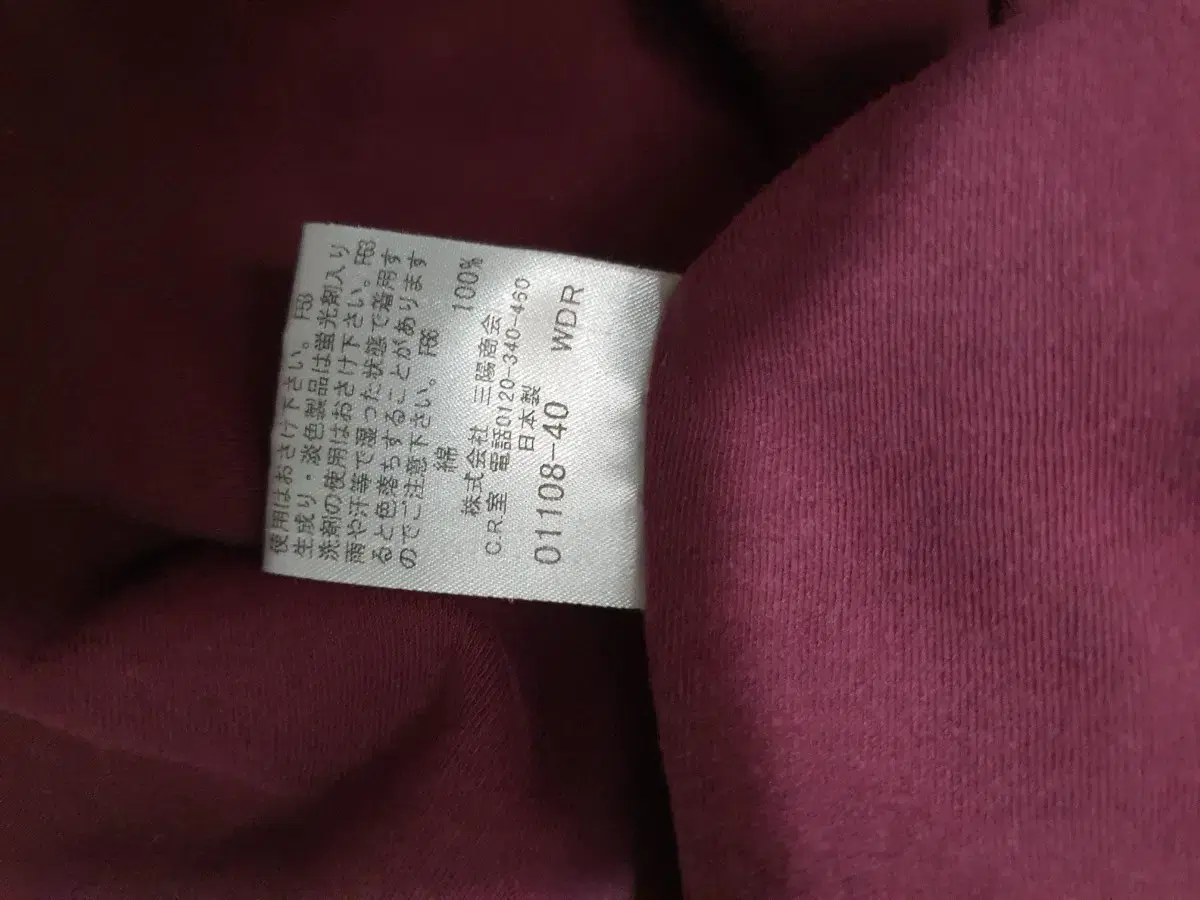 使用はおさけ下さい。 F53
生成り・淡色製品は蛍光剤入り
洗剤の使用はおさけ下さい。F63
雨や汗等で湿った状態で着用す
ると色落ちすることがあります
のでご注意下さい。 F66
綿 100%
株式会社 三陽商会
C.R室 電話0120-340-460
日本製
01108-40 WDR